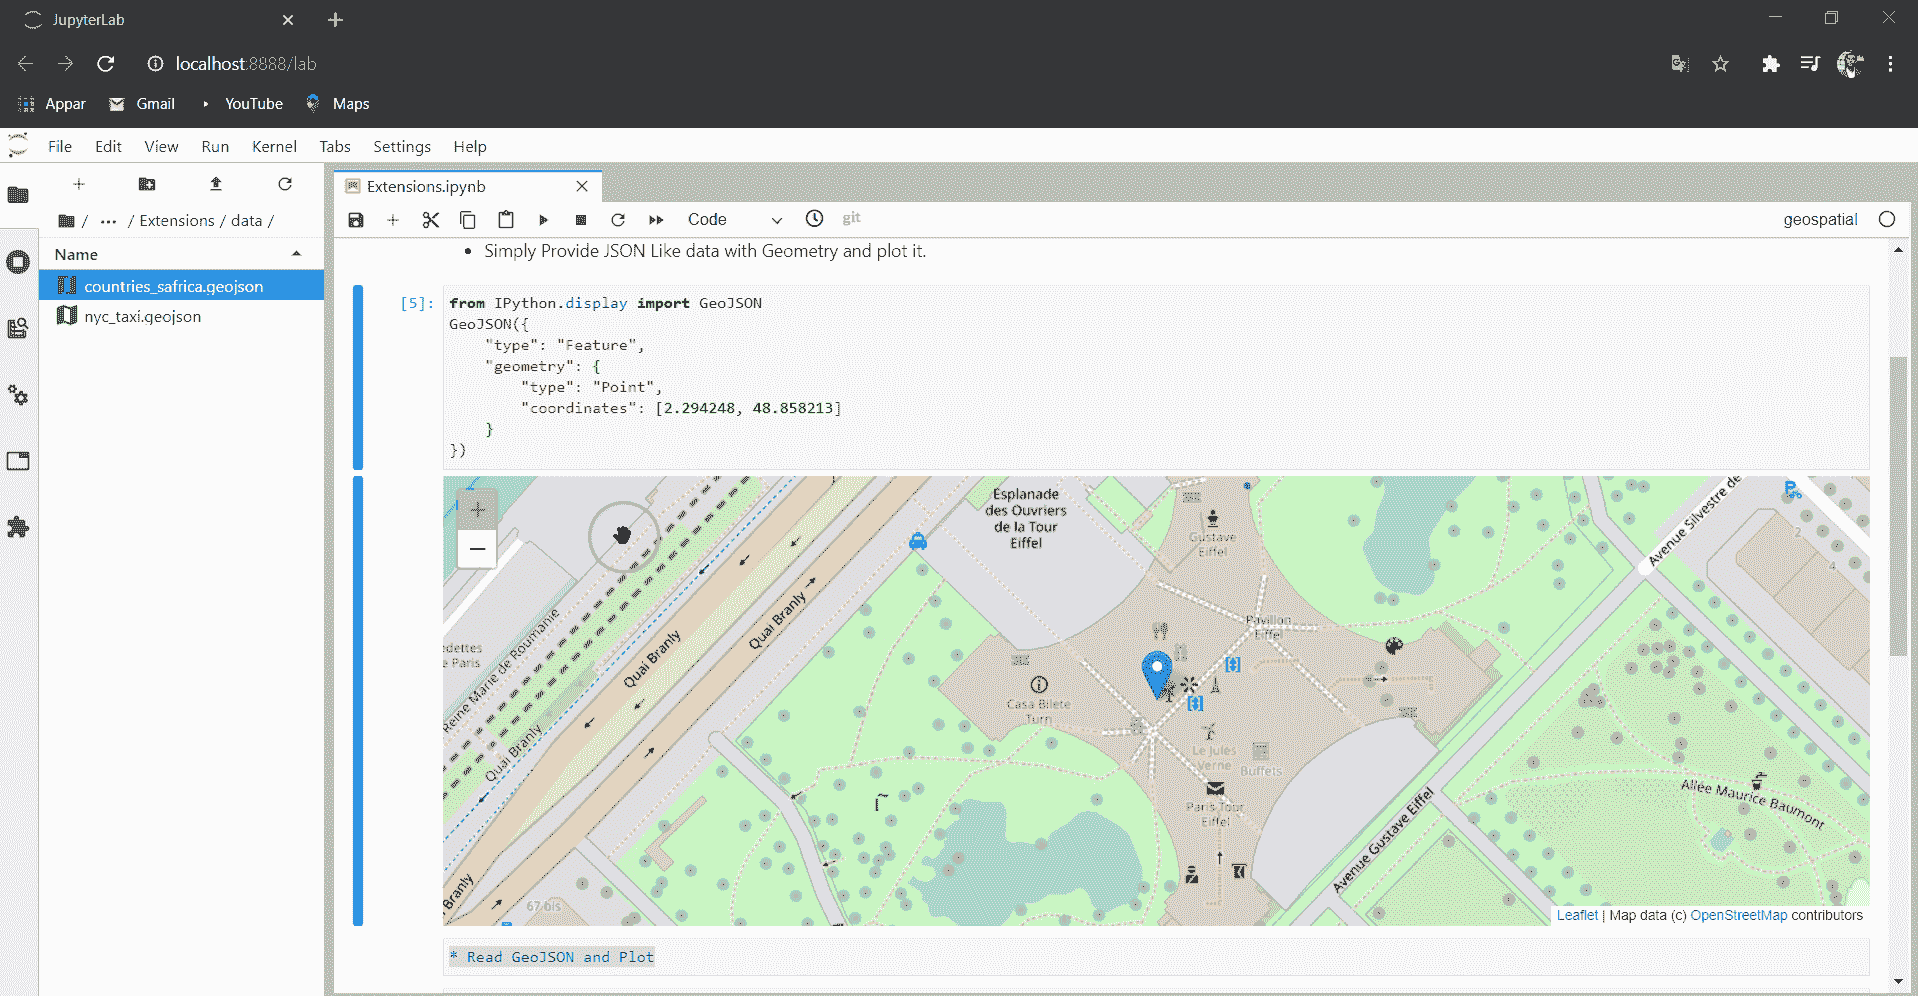 JupyterLab
localhost:8888/lab
Appar Gmail YouTube Maps
File Edit View Run Kernel Tabs Settings Help
/ ... / Extensions / data /
Name
countries_safrica.geojson
nyc_taxi.geojson
Extensions.ipynb
Code git geospatial
• Simply Provide JSON Like data with Geometry and plot it.
[5]:
from IPython.display import GeoJSON
GeoJSON({
    "type": "Feature",
    "geometry": {
        "type": "Point",
        "coordinates": [2.294248, 48.858213]
    }
})
+
−
Esplanade
des Ouvriers
de la Tour
Eiffel
Gustave
Eiffel
Avenue Silvestre de
2
4
Pavillon
Eiffel
Quai Branly
Quai Branly
Reine Marie de Roumanie
edettes
e Paris
Quai Branly
Branly
67 bis
Casa Bilete
Turn
Le Jules
Verne
Buffets
Paris Tour
Eiffel
Avenue Gustave Eiffel
Allée Maurice Baumont
Leaflet | Map data (c) OpenStreetMap contributors
* Read GeoJSON and Plot